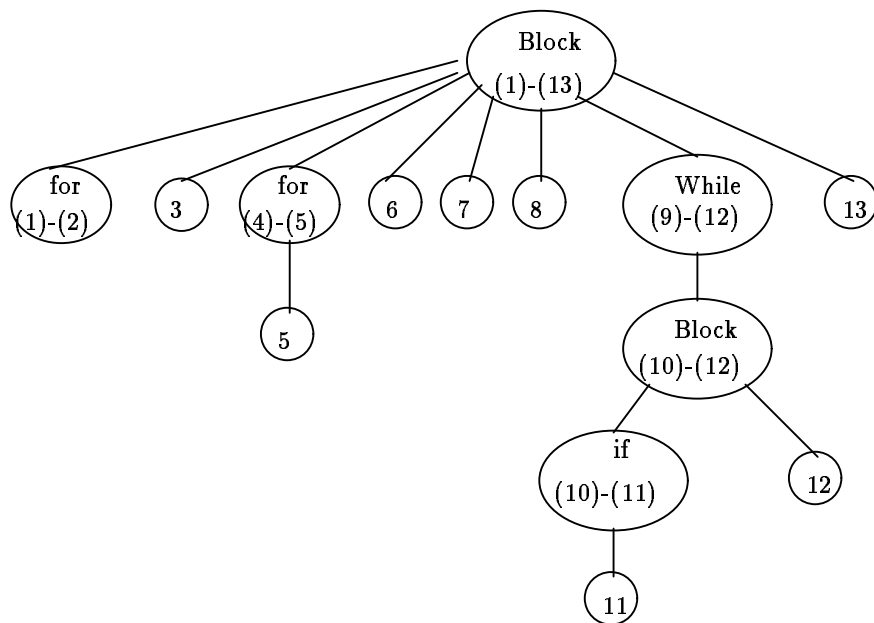 Block
(1)-(13)
for
(1)-(2)
3
for
(4)-(5)
6
7
8
While
(9)-(12)
13
5
Block
(10)-(12)
if
(10)-(11)
12
11